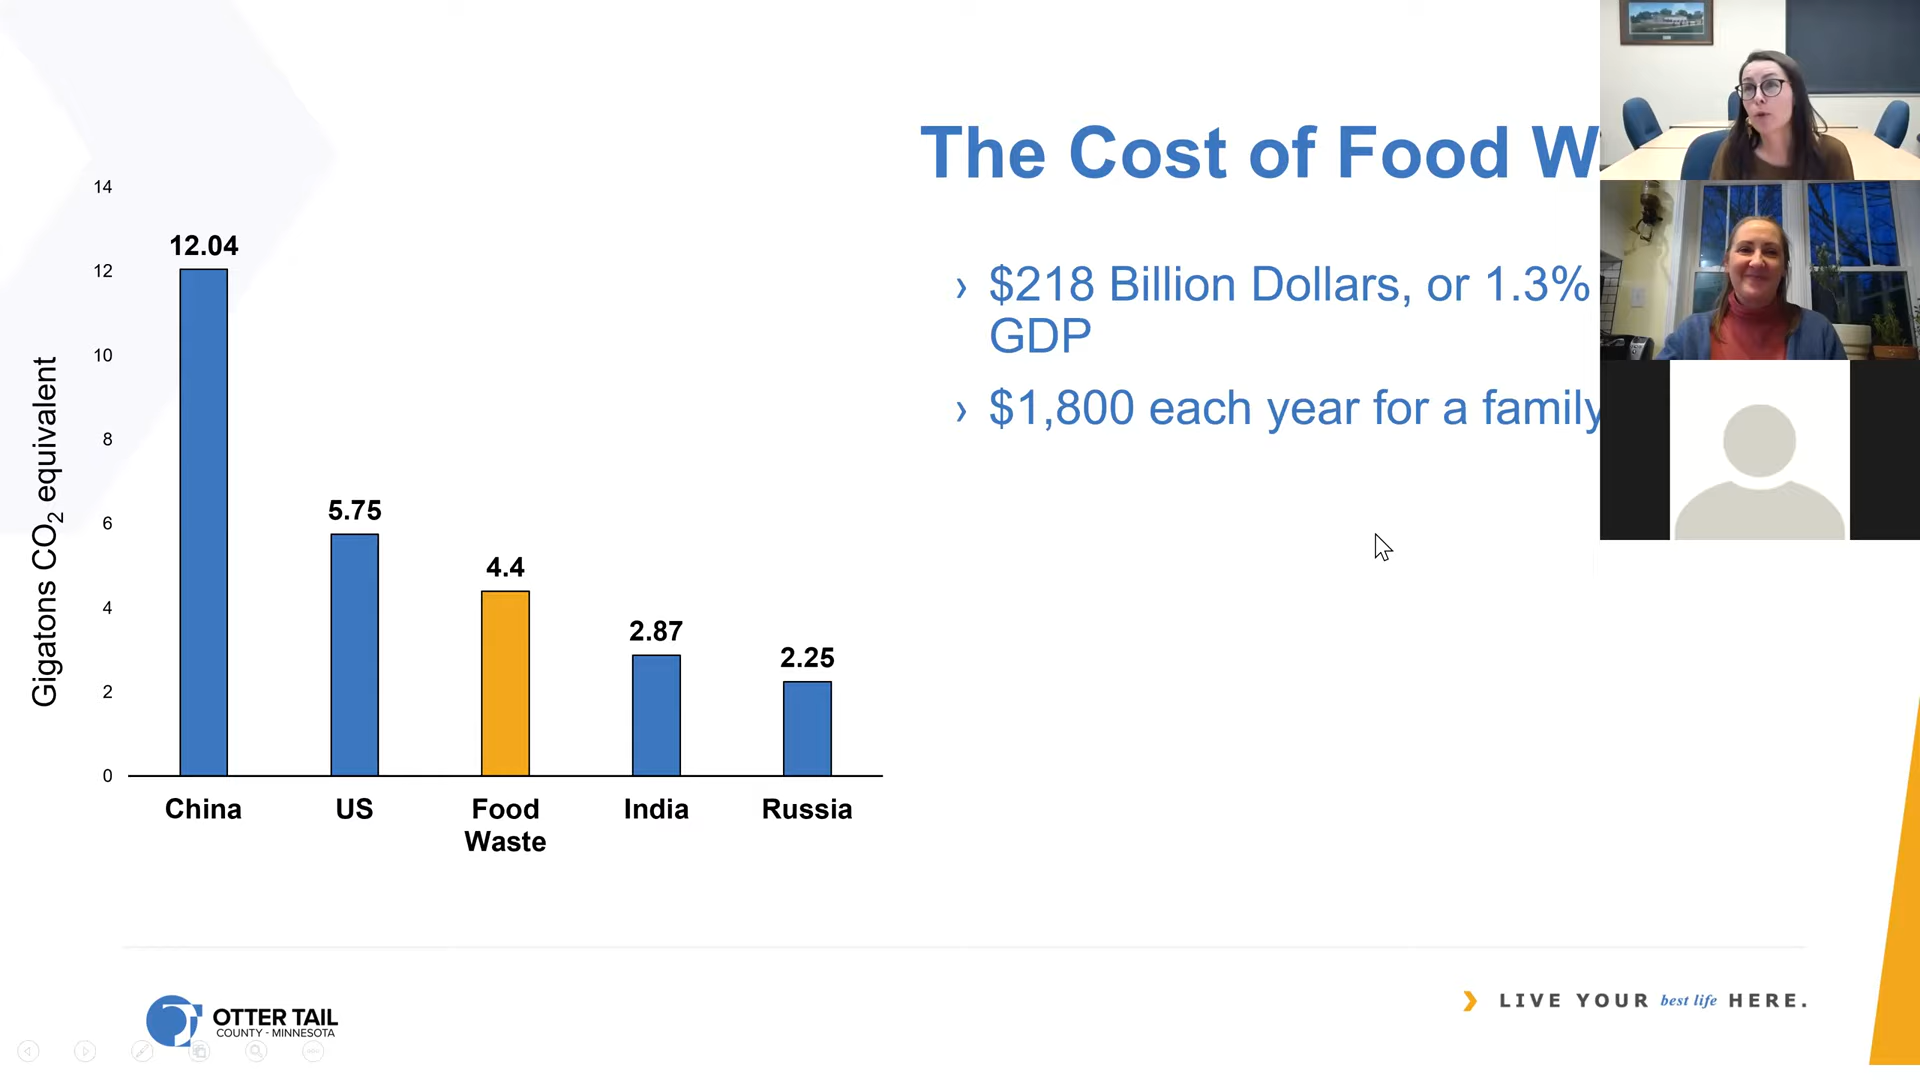 The Cost of Food W
› $218 Billion Dollars, or 1.3%
GDP
› $1,800 each year for a family
Gigatons CO₂ equivalent
14
12
10
8
6
4
2
0
12.04
5.75
4.4
2.87
2.25
China
US
Food
Waste
India
Russia
OTTER TAIL
COUNTY - MINNESOTA
LIVE YOUR best life HERE.